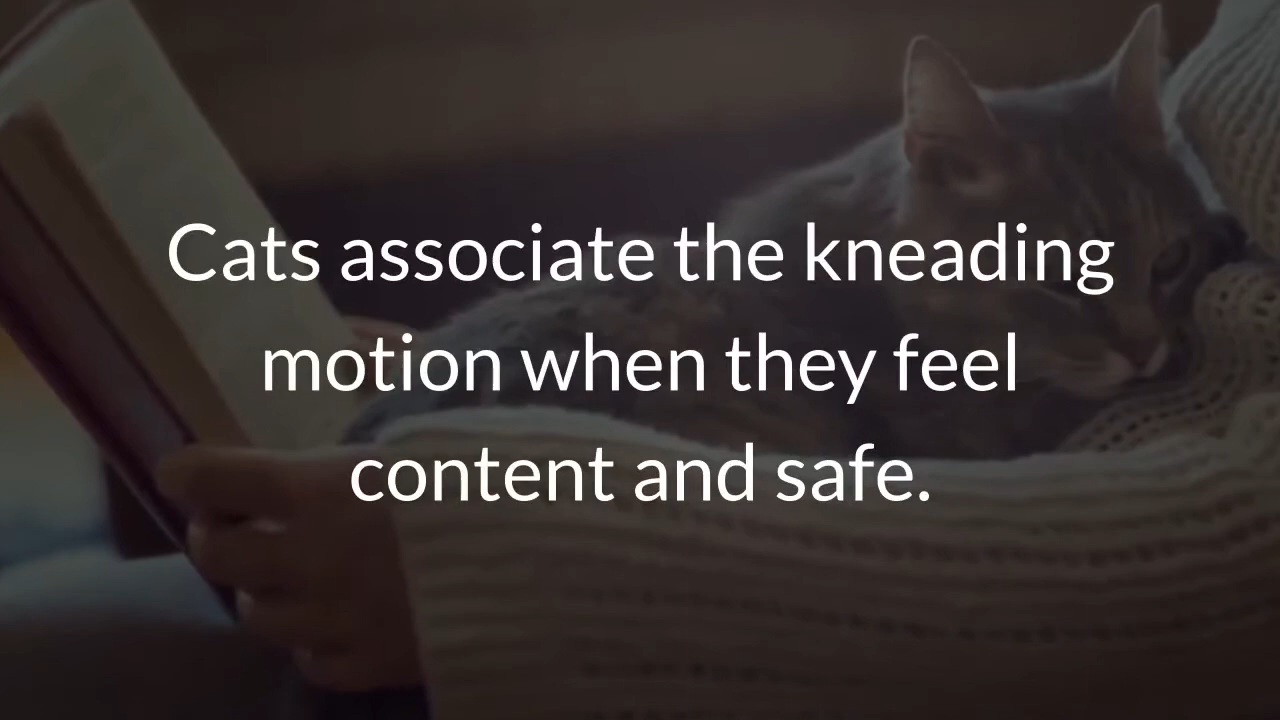 Cats associate the kneading
motion when they feel
content and safe.